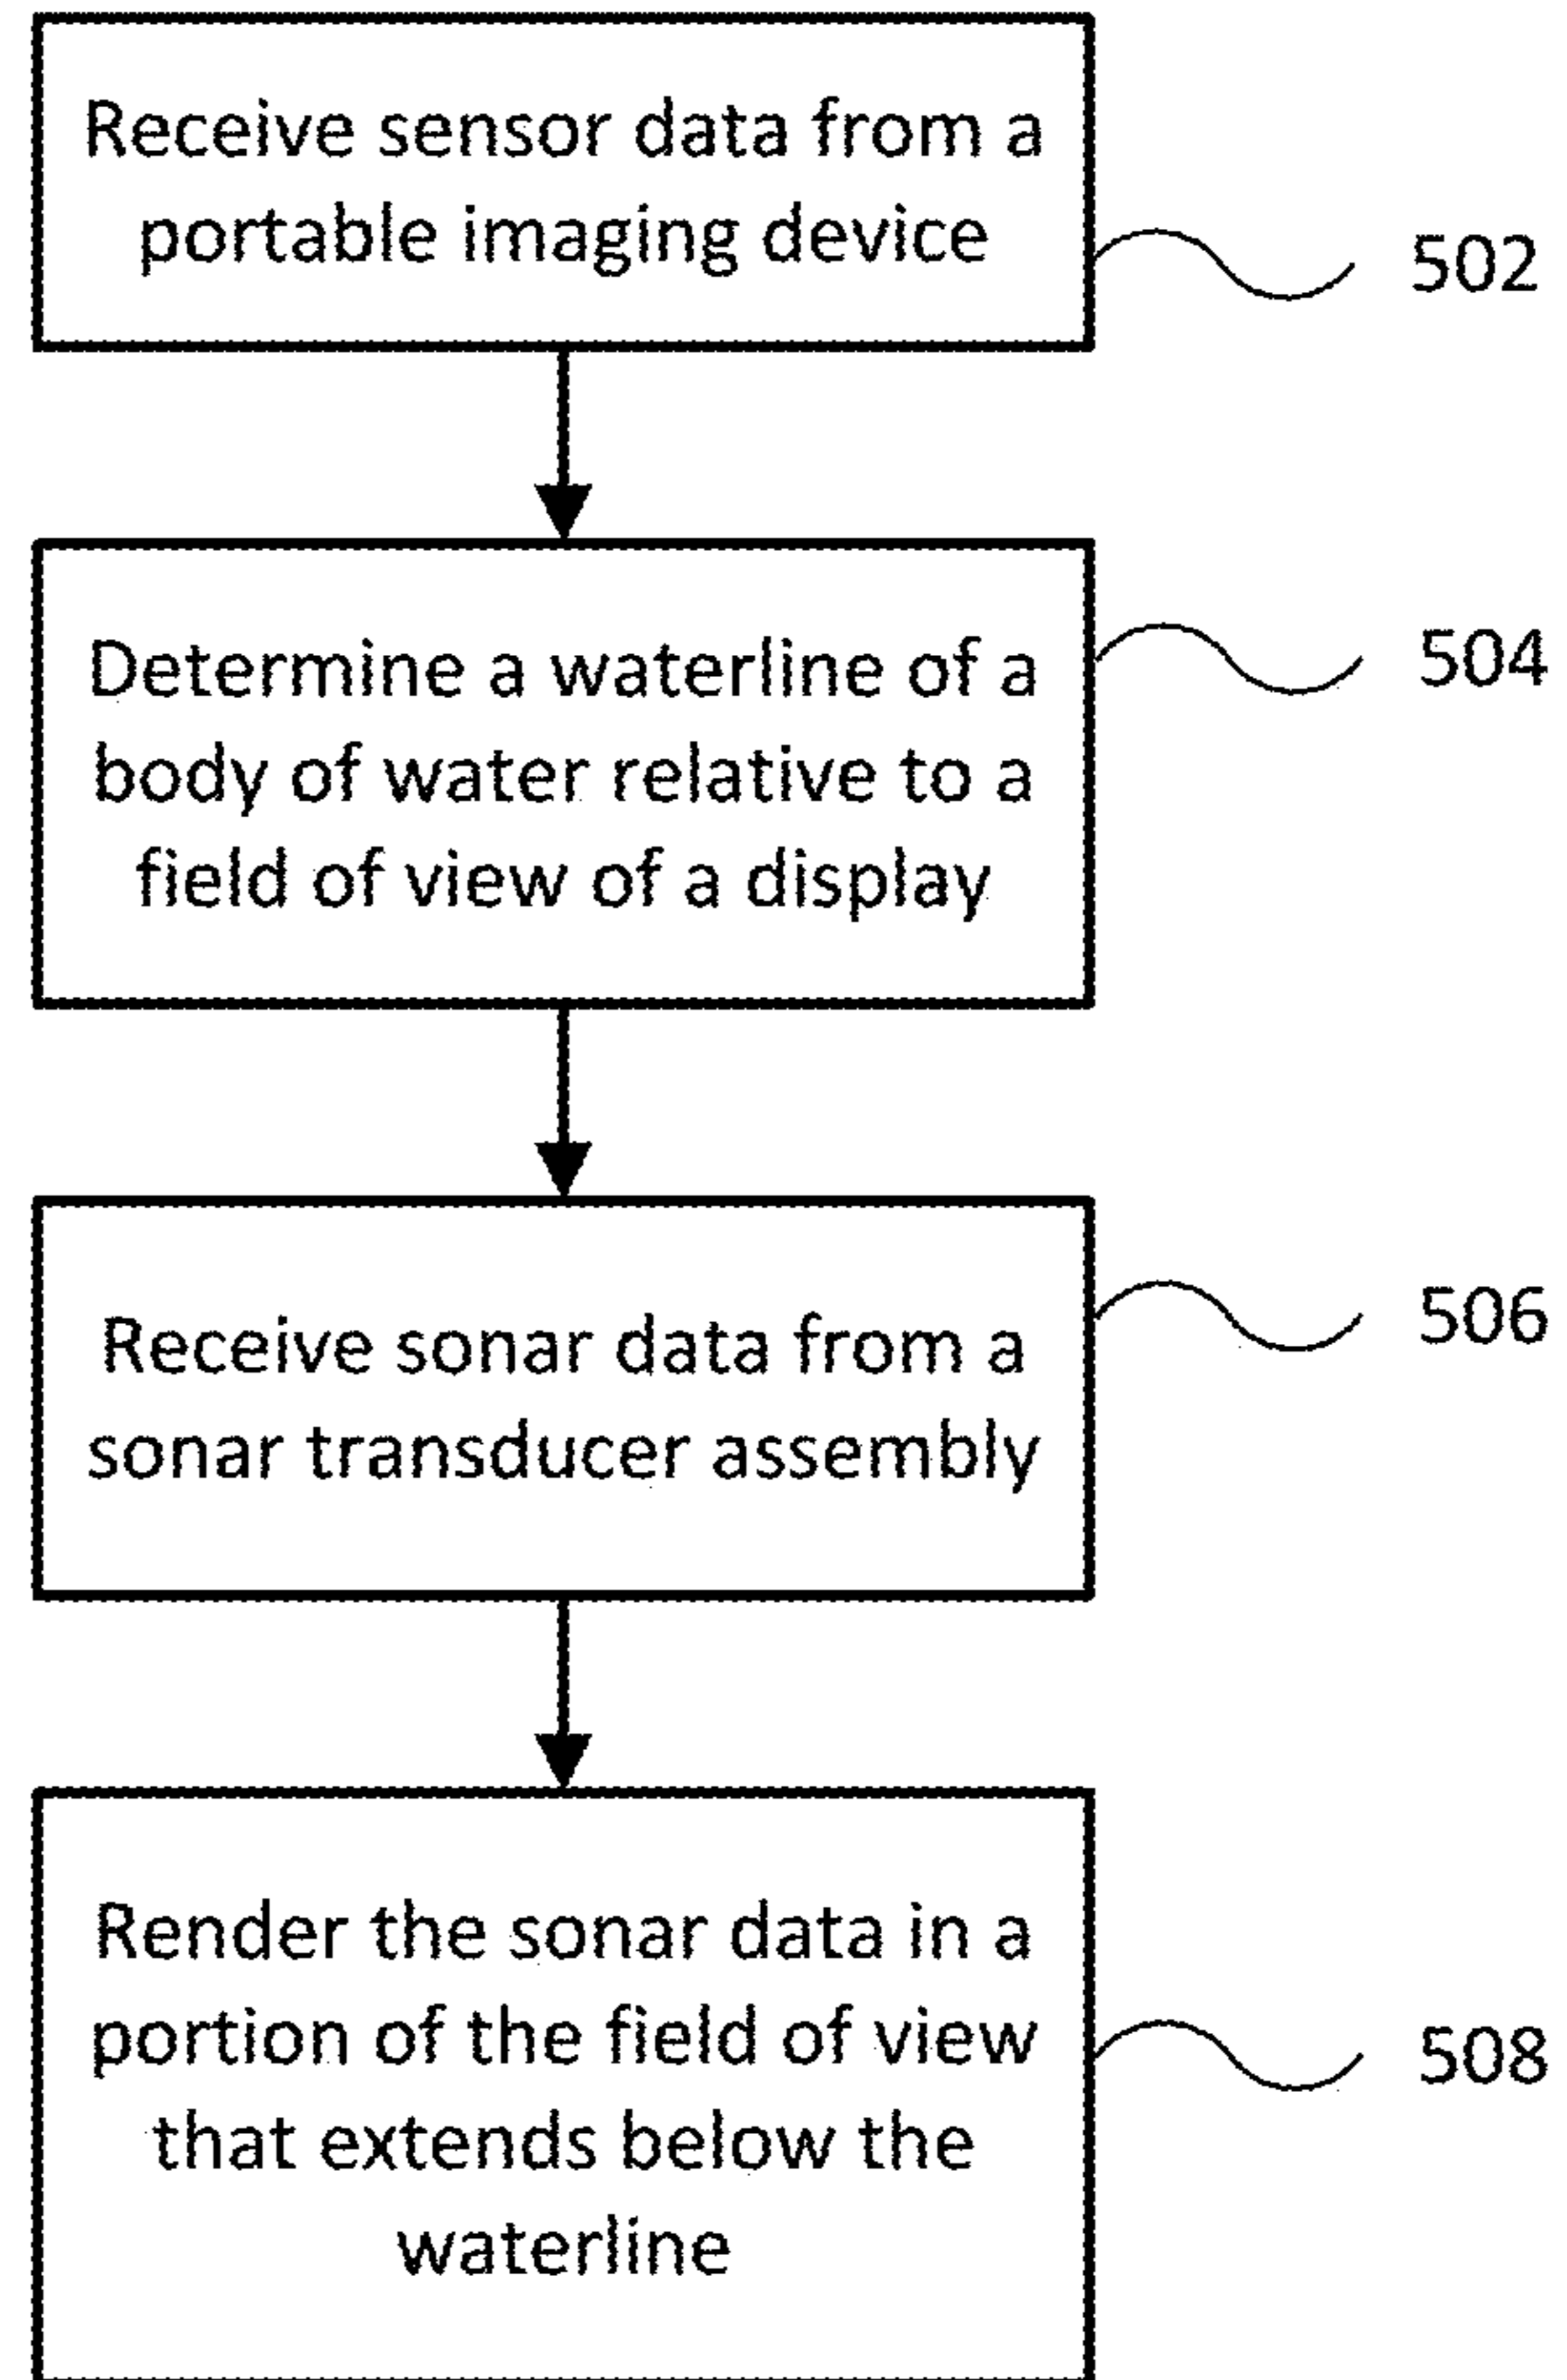 Receive sensor data from a
portable imaging device
502
Determine a waterline of a
body of water relative to a
field of view of a display
504
Receive sonar data from a
sonar transducer assembly
506
Render the sonar data in a
portion of the field of view
that extends below the
waterline
508